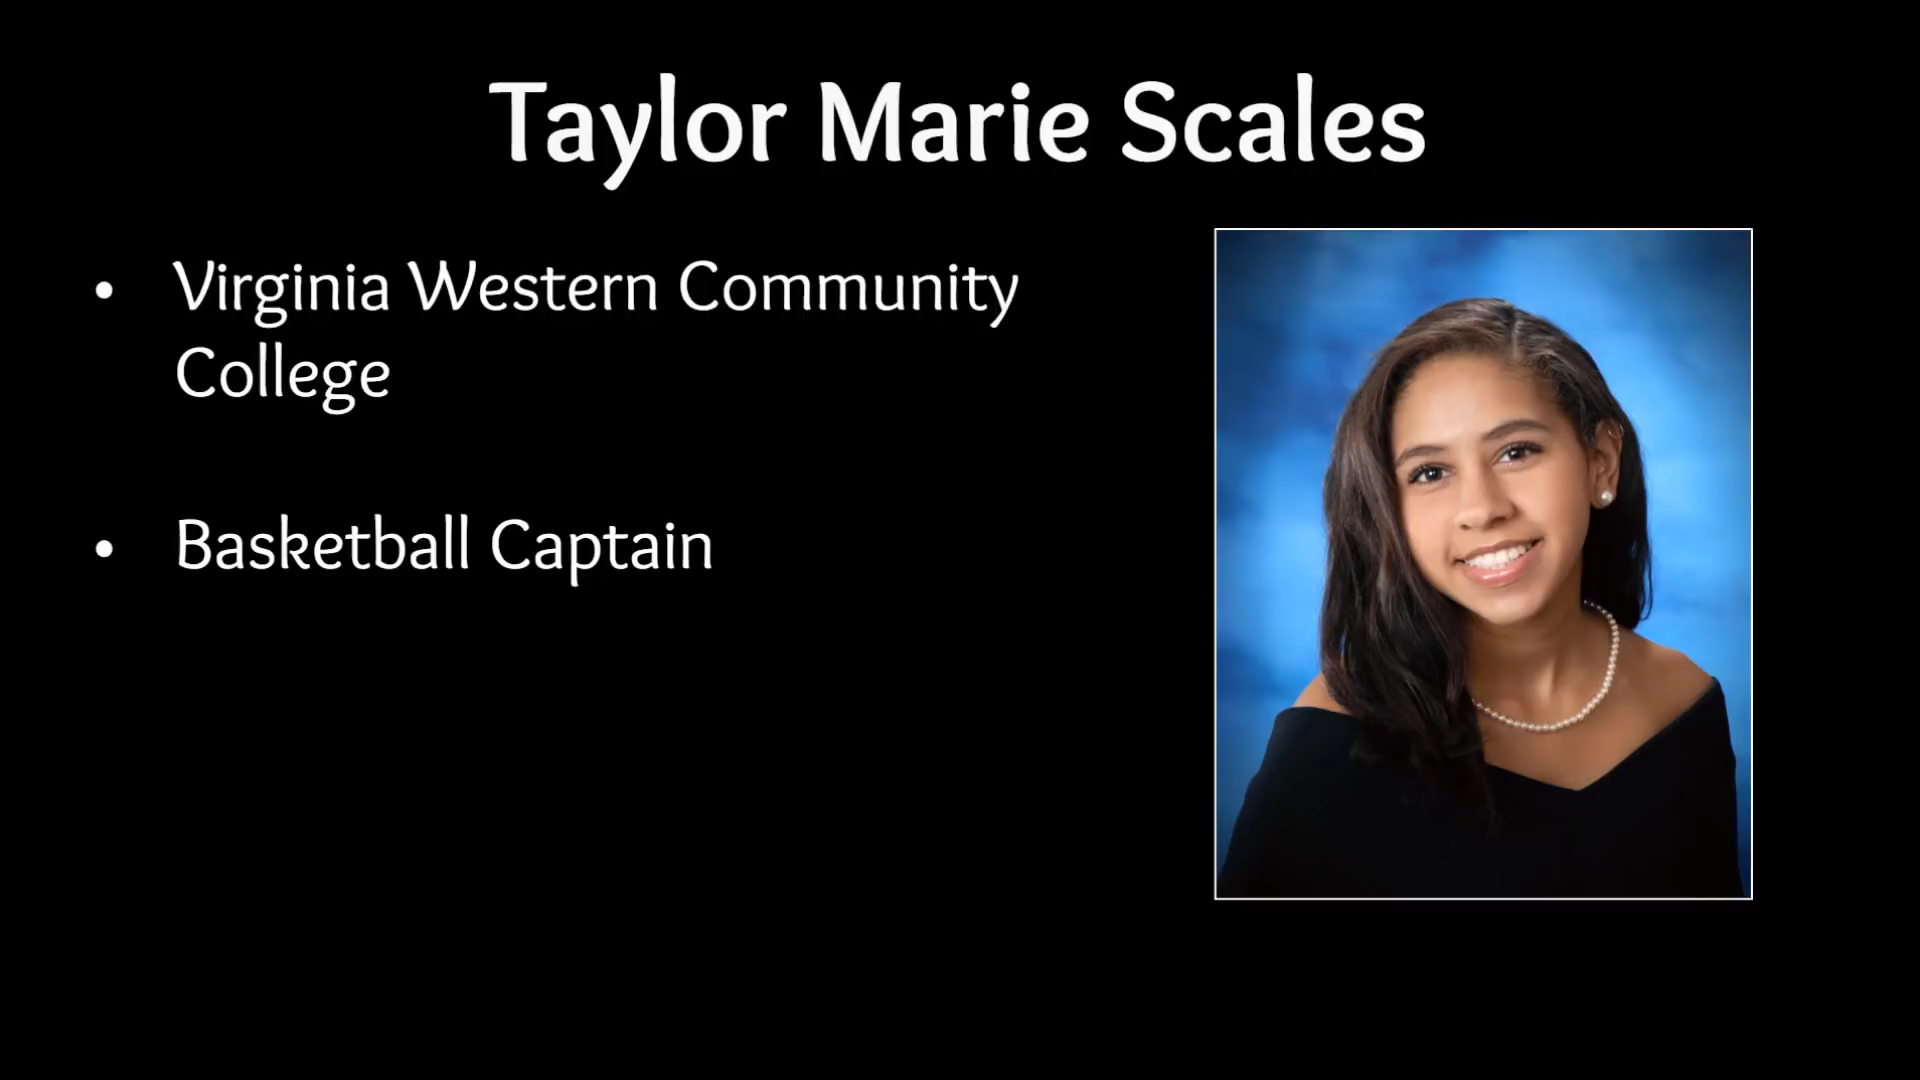 Taylor Marie Scales
• Virginia Western Community
College
• Basketball Captain